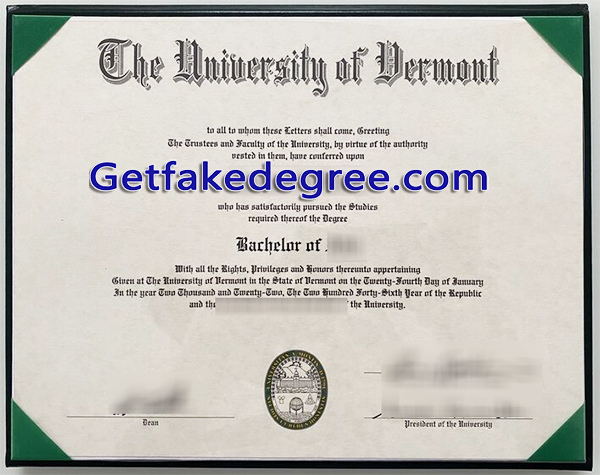 The University of Vermont
to all to whom these Letters shall come, Greeting
The Trustees and Faculty of the University, by virtue of the authority
vested in them, have conferred upon
Getfakedegree.com
who has satisfactorily pursued the Studies
required thereof the Degree
Bachelor of
With all the Rights, Privileges and Honors thereunto appertaining
Given at The University of Vermont in the State of Vermont on the Twenty-Fourth Day of January
In the year Two Thousand and Twenty-Two, The Two Hundred Forty-Sixth Year of the Republic
and the of the University.
Dean
President of the University